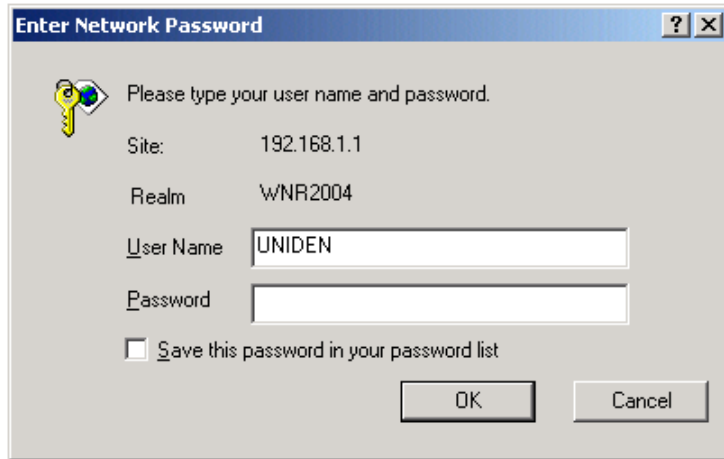 Enter Network Password
Please type your user name and password.
Site: 192.168.1.1
Realm WNR2004
User Name UNIDEN
Password
Save this password in your password list
OK Cancel